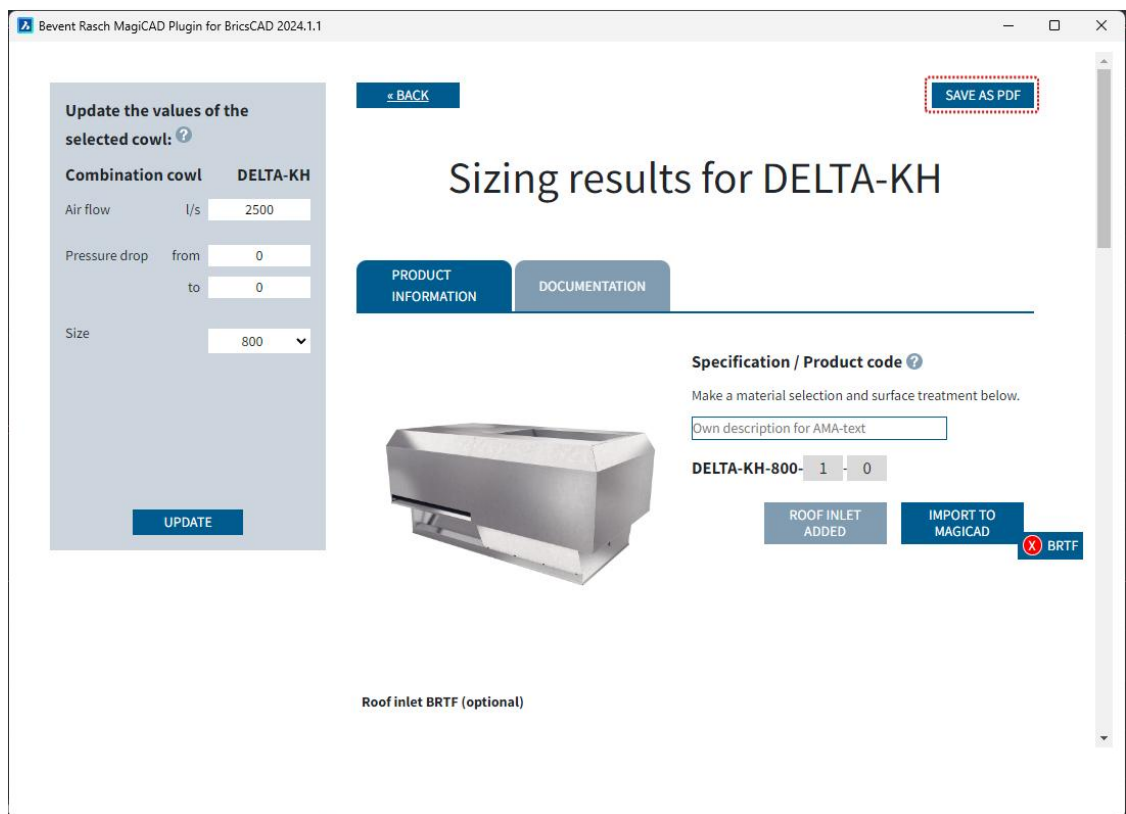 Bevent Rasch MagiCAD Plugin for BricsCAD 2024.1.1
Update the values of the
selected cowl: ?
Combination cowl DELTA-KH
Air flow l/s 2500
Pressure drop from 0
to 0
Size 800
UPDATE
« BACK
SAVE AS PDF
Sizing results for DELTA-KH
PRODUCT
INFORMATION
DOCUMENTATION
Specification / Product code ?
Make a material selection and surface treatment below.
Own description for AMA-text
DELTA-KH-800- 1 - 0
ROOF INLET
ADDED
IMPORT TO
MAGICAD
X BRTF
Roof inlet BRTF (optional)